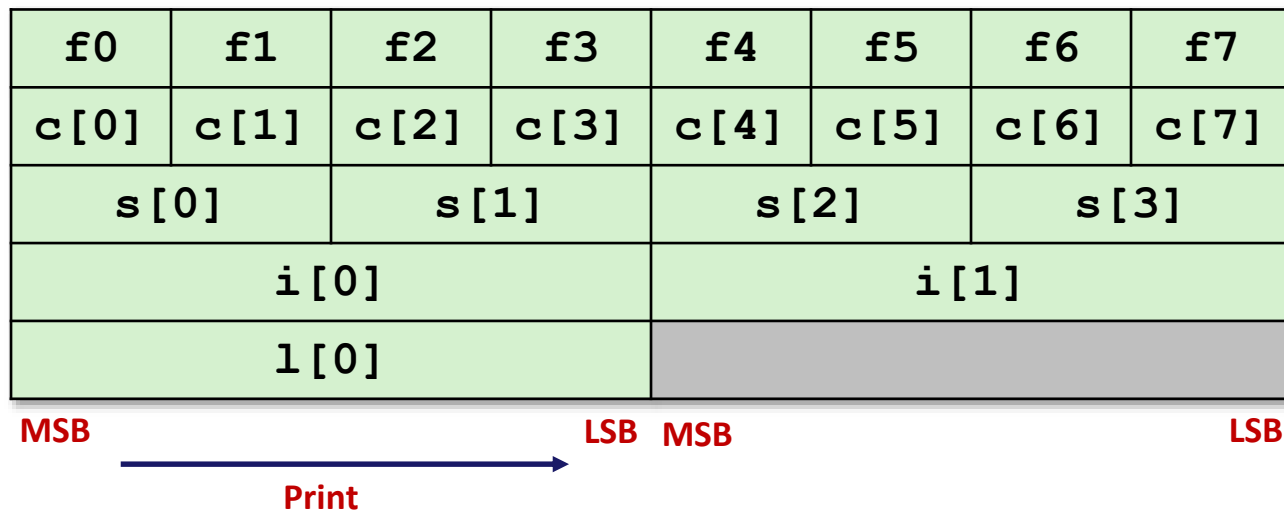 f0 f1 f2 f3 f4 f5 f6 f7
c[0] c[1] c[2] c[3] c[4] c[5] c[6] c[7]
s[0] s[1] s[2] s[3]
i[0] i[1]
l[0]
MSB LSB MSB LSB
Print